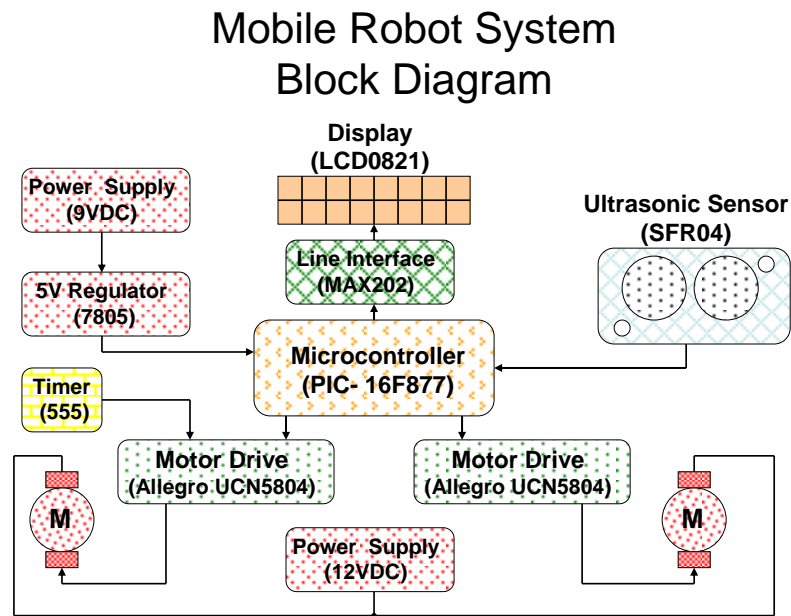 Mobile Robot System
Block Diagram
Display
(LCD0821)
Power Supply
(9VDC)
Ultrasonic Sensor
(SFR04)
Line Interface
(MAX202)
5V Regulator
(7805)
Microcontroller
(PIC- 16F877)
Timer
(555)
Motor Drive
(Allegro UCN5804)
Motor Drive
(Allegro UCN5804)
M
M
Power Supply
(12VDC)